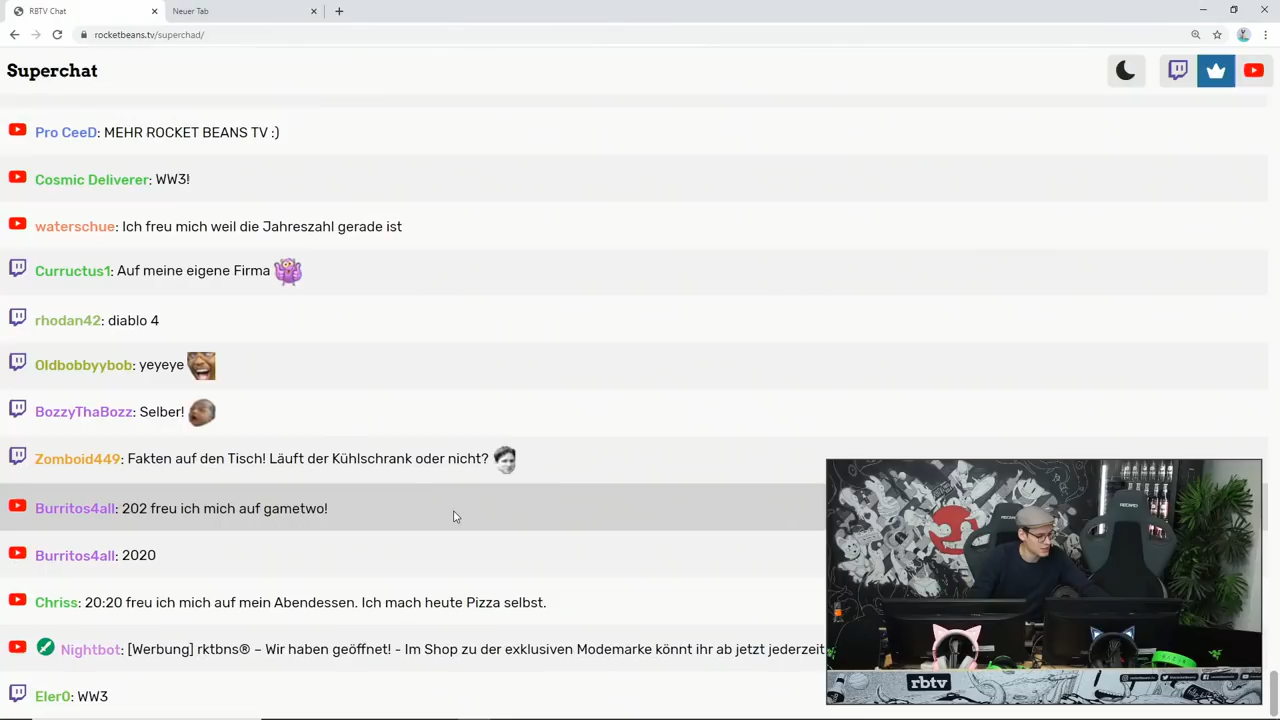 RBTV Chat
Neuer Tab
rocketbeans.tv/superchad/
Superchat
Pro CeeD: MEHR ROCKET BEANS TV :)
Cosmic Deliverer: WW3!
waterschue: Ich freu mich weil die Jahreszahl gerade ist
Curructus1: Auf meine eigene Firma
rhodan42: diablo 4
Oldbobbyybob: yeyeye
BozzyThaBozz: Selber!
Zomboid449: Fakten auf den Tisch! Läuft der Kühlschrank oder nicht?
Burritos4all: 202 freu ich mich auf gametwo!
Burritos4all: 2020
Chriss: 20:20 freu ich mich auf mein Abendessen. Ich mach heute Pizza selbst.
Nightbot: [Werbung] rktbns® – Wir haben geöffnet! - Im Shop zu der exklusiven Modemarke könnt ihr ab jetzt jederzeit
Eler0: WW3
RECARO
RECARO
rbtv